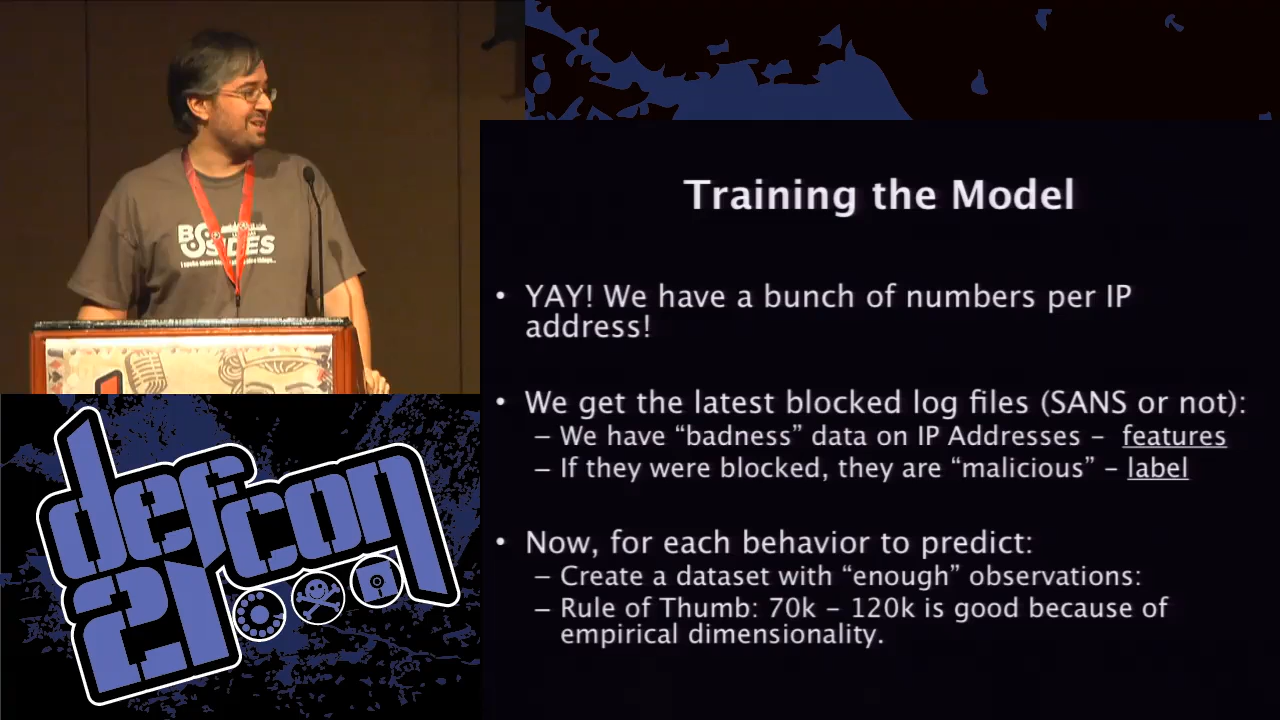 BSIDES
Training the Model
• YAY! We have a bunch of numbers per IP
address!
• We get the latest blocked log files (SANS or not):
– We have “badness” data on IP Addresses – features
– If they were blocked, they are “malicious” – label
• Now, for each behavior to predict:
– Create a dataset with “enough” observations:
– Rule of Thumb: 70k – 120k is good because of
empirical dimensionality.
defcon
21